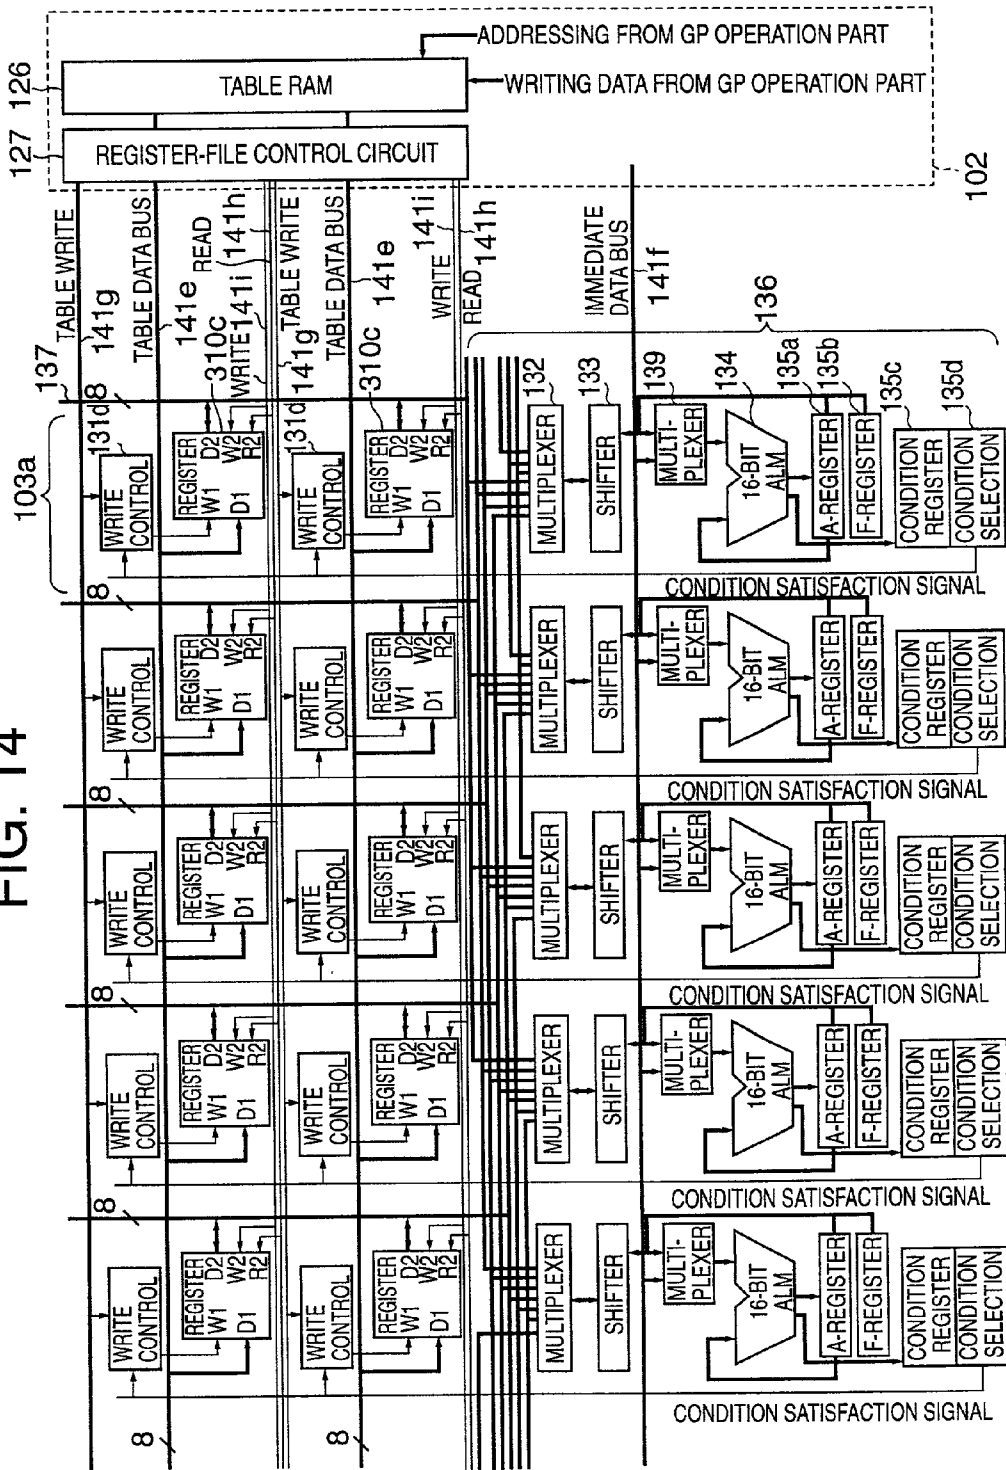 FIG. 14
ADDRESSING FROM GP OPERATION PART
WRITING DATA FROM GP OPERATION PART
126
TABLE RAM
127
REGISTER-FILE CONTROL CIRCUIT
102
TABLE WRITE
141g
TABLE DATA BUS
141e
READ
141h
WRITE
141i
TABLE WRITE
141g
TABLE DATA BUS
141e
WRITE
141i
READ
141h
IMMEDIATE
DATA BUS
141f
137
103a
8
8
8
8
8
8
8
131d
310c
131d
310c
136
132
133
139
134
135a
135b
135c
135d
WRITE
CONTROL
REGISTER
W1
D1
D2
W2
R2
WRITE
CONTROL
REGISTER
W1
D1
D2
W2
R2
MULTIPLEXER
SHIFTER
MULTI-
PLEXER
16-BIT
ALM
A-REGISTER
F-REGISTER
CONDITION
REGISTER
CONDITION
SELECTION
CONDITION SATISFACTION SIGNAL
WRITE
CONTROL
REGISTER
W1
D1
D2
W2
R2
WRITE
CONTROL
REGISTER
W1
D1
D2
W2
R2
MULTIPLEXER
SHIFTER
MULTI-
PLEXER
16-BIT
ALM
A-REGISTER
F-REGISTER
CONDITION
REGISTER
CONDITION
SELECTION
CONDITION SATISFACTION SIGNAL
WRITE
CONTROL
REGISTER
W1
D1
D2
W2
R2
WRITE
CONTROL
REGISTER
W1
D1
D2
W2
R2
MULTIPLEXER
SHIFTER
MULTI-
PLEXER
16-BIT
ALM
A-REGISTER
F-REGISTER
CONDITION
REGISTER
CONDITION
SELECTION
CONDITION SATISFACTION SIGNAL
WRITE
CONTROL
REGISTER
W1
D1
D2
W2
R2
WRITE
CONTROL
REGISTER
W1
D1
D2
W2
R2
MULTIPLEXER
SHIFTER
MULTI-
PLEXER
16-BIT
ALM
A-REGISTER
F-REGISTER
CONDITION
REGISTER
CONDITION
SELECTION
CONDITION SATISFACTION SIGNAL
WRITE
CONTROL
REGISTER
W1
D1
D2
W2
R2
WRITE
CONTROL
REGISTER
W1
D1
D2
W2
R2
MULTIPLEXER
SHIFTER
MULTI-
PLEXER
16-BIT
ALM
A-REGISTER
F-REGISTER
CONDITION
REGISTER
CONDITION
SELECTION
CONDITION SATISFACTION SIGNAL